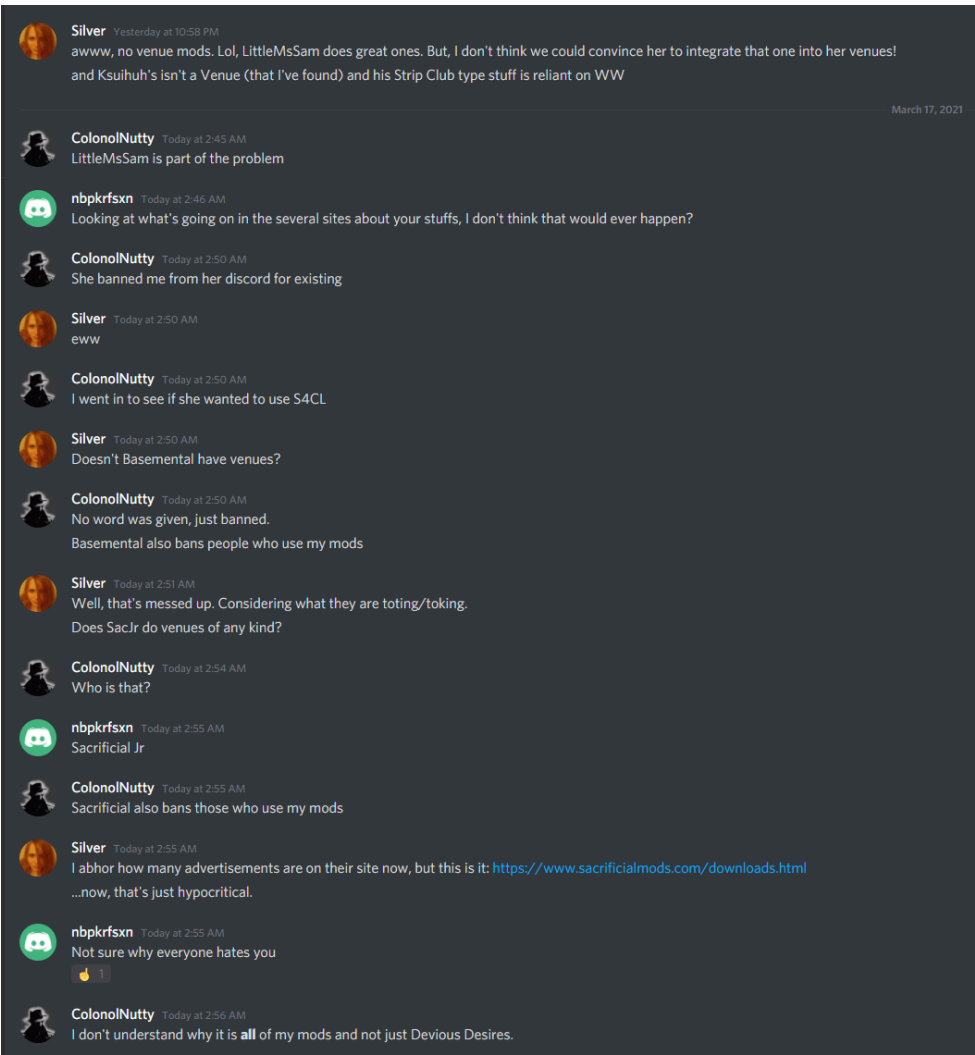 Silver Yesterday at 10:58 PM
awww, no venue mods. Lol, LittleMsSam does great ones. But, I don't think we could convince her to integrate that one into her venues!
and Ksuihuh's isn't a Venue (that I've found) and his Strip Club type stuff is reliant on WW
March 17, 2021
ColonolNutty Today at 2:45 AM
LittleMsSam is part of the problem
nbpkrfsxn Today at 2:46 AM
Looking at what's going on in the several sites about your stuffs, I don't think that would ever happen?
ColonolNutty Today at 2:50 AM
She banned me from her discord for existing
Silver Today at 2:50 AM
eww
ColonolNutty Today at 2:50 AM
I went in to see if she wanted to use S4CL
Silver Today at 2:50 AM
Doesn't Basemental have venues?
ColonolNutty Today at 2:50 AM
No word was given, just banned.
Basemental also bans people who use my mods
Silver Today at 2:51 AM
Well, that's messed up. Considering what they are toting/toking.
Does SacJr do venues of any kind?
ColonolNutty Today at 2:54 AM
Who is that?
nbpkrfsxn Today at 2:55 AM
Sacrificial Jr
ColonolNutty Today at 2:55 AM
Sacrificial also bans those who use my mods
Silver Today at 2:55 AM
I abhor how many advertisements are on their site now, but this is it: https://www.sacrificialmods.com/downloads.html
...now, that's just hypocritical.
nbpkrfsxn Today at 2:55 AM
Not sure why everyone hates you
☝ 1
ColonolNutty Today at 2:56 AM
I don't understand why it is all of my mods and not just Devious Desires.